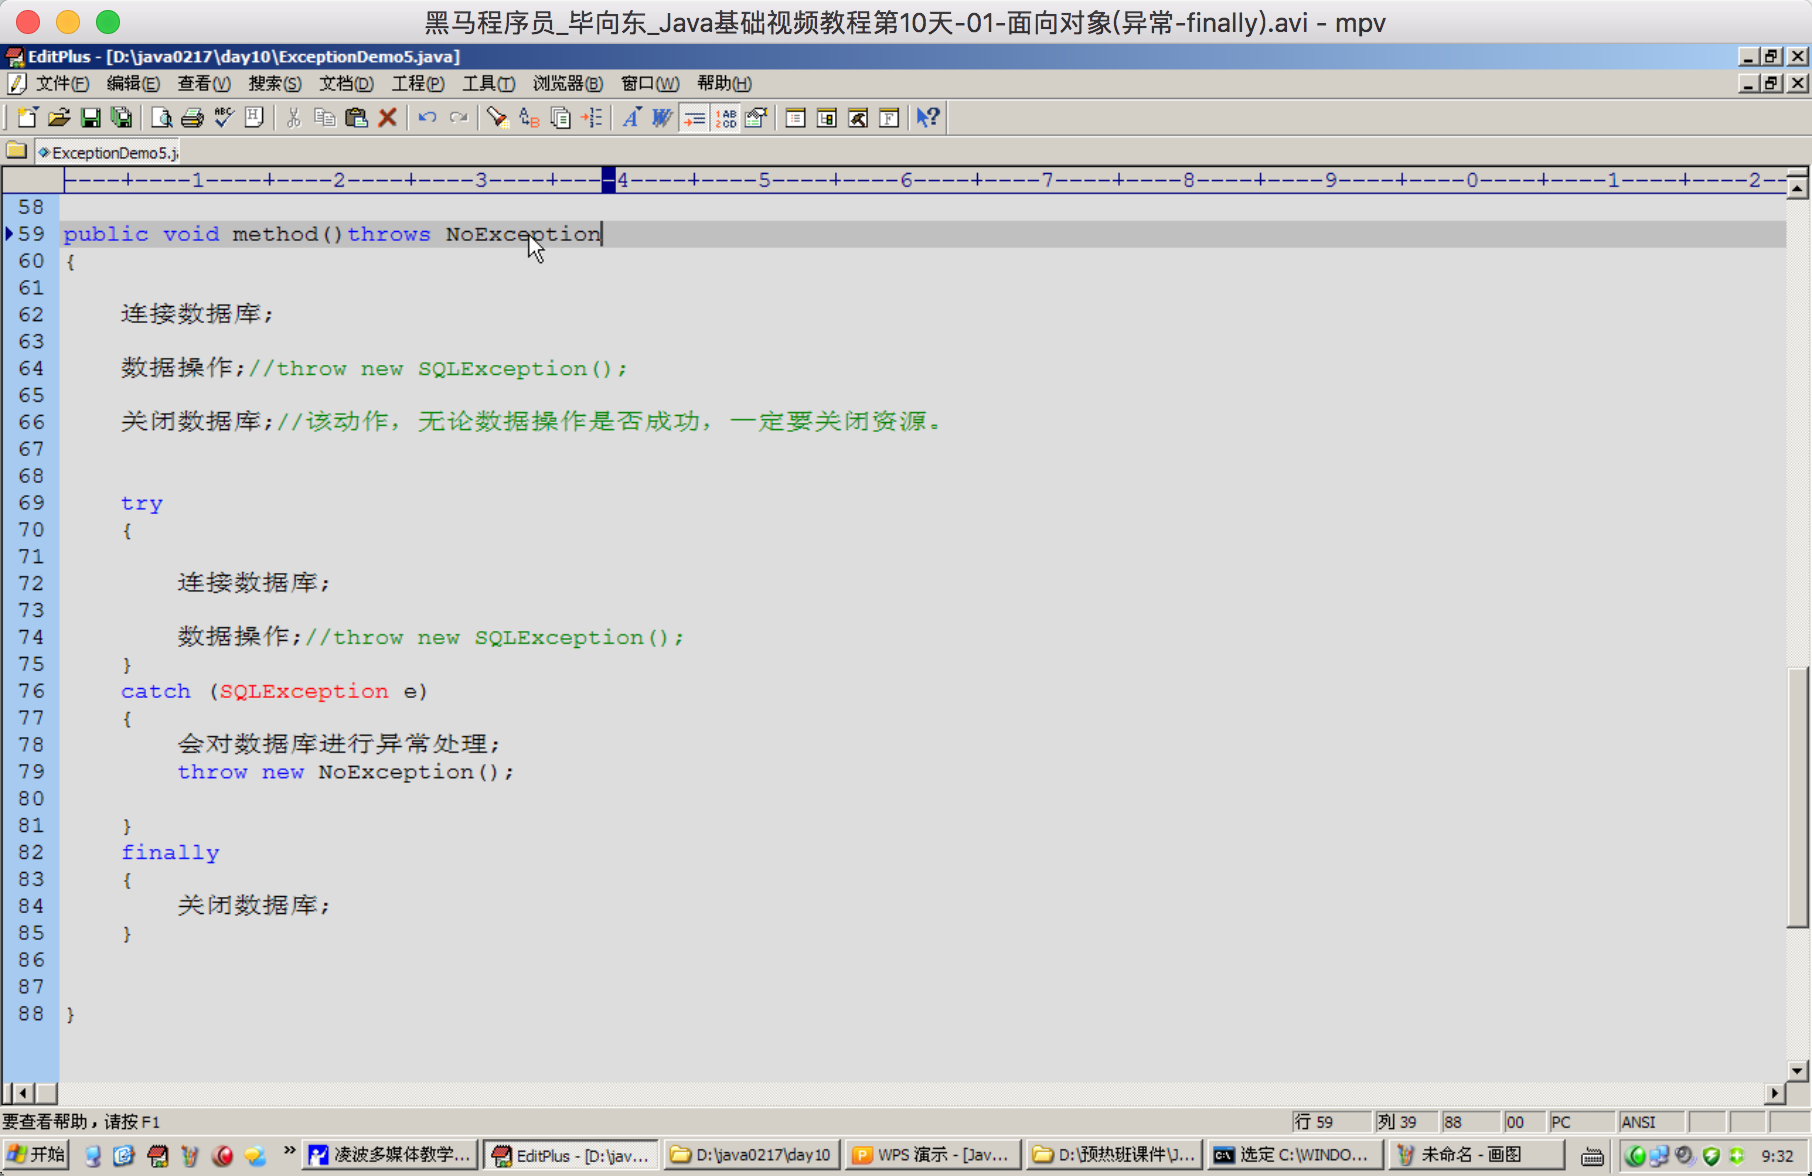 黑马程序员_毕向东_Java基础视频教程第10天-01-面向对象(异常-finally).avi - mpv
EditPlus - [D:\java0217\day10\ExceptionDemo5.java]
文件(F) 编辑(E) 查看(V) 搜索(S) 文档(D) 工程(P) 工具(T) 浏览器(B) 窗口(W) 帮助(H)
ExceptionDemo5.j
----+----1----+----2----+----3----+----4----+----5----+----6----+----7----+----8----+----9----+----0----+----1----+----2--
58
59 public void method()throws NoException
60 {
61
62 连接数据库;
63
64 数据操作;//throw new SQLException();
65
66 关闭数据库;//该动作，无论数据操作是否成功，一定要关闭资源。
67
68
69 try
70 {
71
72 连接数据库;
73
74 数据操作;//throw new SQLException();
75 }
76 catch (SQLException e)
77 {
78 会对数据库进行异常处理;
79 throw new NoException();
80
81 }
82 finally
83 {
84 关闭数据库;
85 }
86
87
88 }
要查看帮助，请按 F1 行 59 列 39 88 00 PC ANSI
开始 » 凌波多媒体教学... EditPlus - [D:\jav... D:\java0217\day10 WPS 演示 - [Jav... D:\预热班课件\J... 选定 C:\WINDO... 未命名 - 画图 9:32